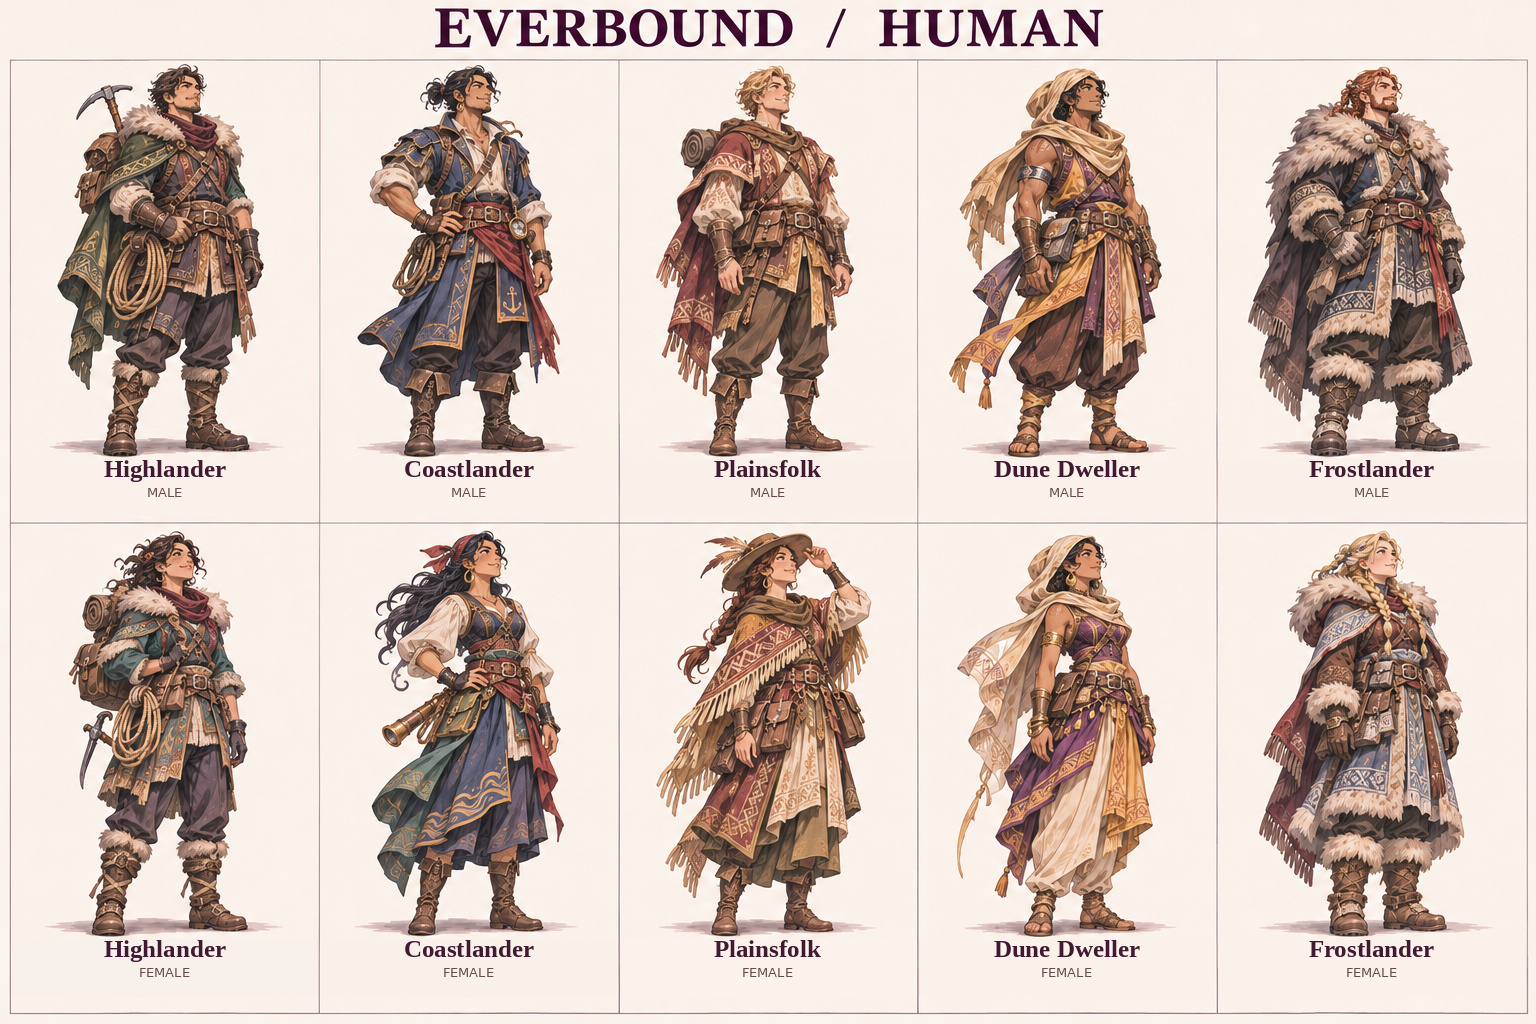 EVERBOUND / HUMAN
Highlander
MALE
Coastlander
MALE
Plainsfolk
MALE
Dune Dweller
MALE
Frostlander
MALE
Highlander
FEMALE
Coastlander
FEMALE
Plainsfolk
FEMALE
Dune Dweller
FEMALE
Frostlander
FEMALE